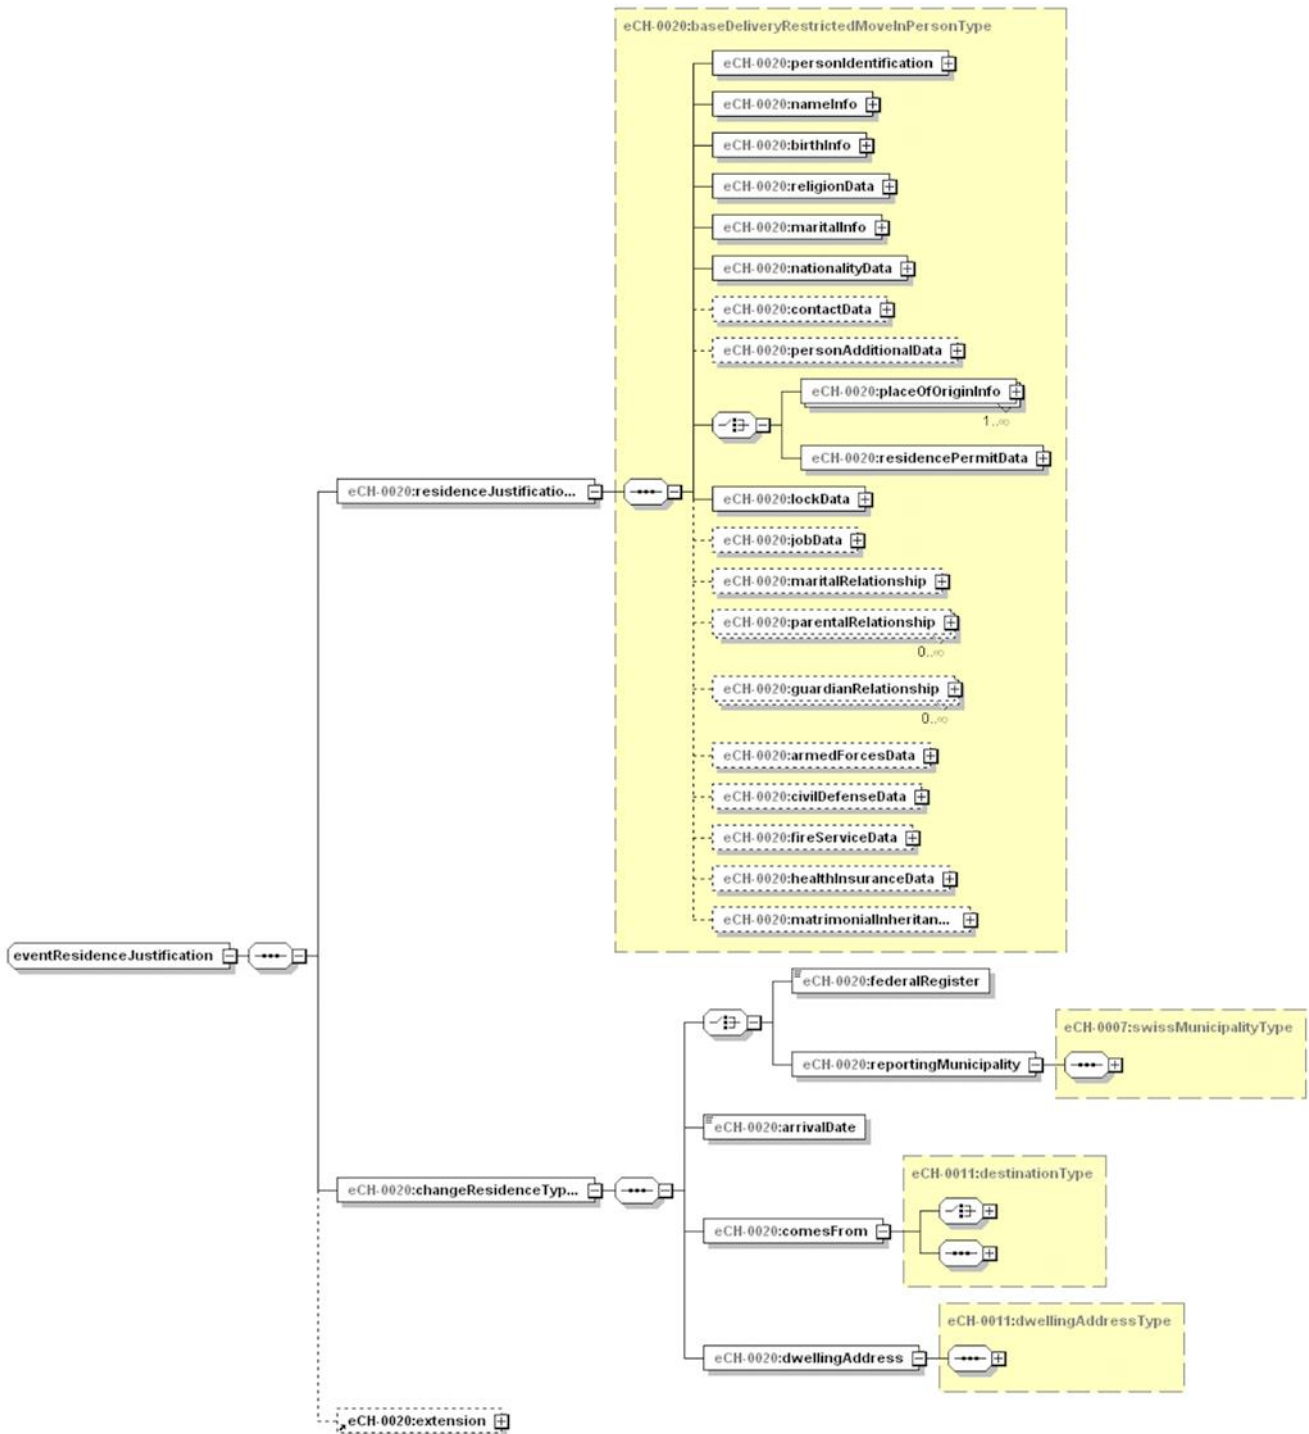 eCH-0020:baseDeliveryRestrictedMoveInPersonType
eCH-0020:personIdentification
eCH-0020:nameInfo
eCH-0020:birthInfo
eCH-0020:religionData
eCH-0020:maritalInfo
eCH-0020:nationalityData
eCH-0020:contactData
eCH-0020:personAdditionalData
eCH-0020:placeOfOriginInfo
1..∞
eCH-0020:residencePermitData
eCH-0020:residenceJustificatio...
eCH-0020:lockData
eCH-0020:jobData
eCH-0020:maritalRelationship
eCH-0020:parentalRelationship
0..∞
eCH-0020:guardianRelationship
0..∞
eCH-0020:armedForcesData
eCH-0020:civilDefenseData
eCH-0020:fireServiceData
eCH-0020:healthInsuranceData
eCH-0020:matrimonialInheritan...
eventResidenceJustification
eCH-0020:federalRegister
eCH-0007:swissMunicipalityType
eCH-0020:reportingMunicipality
eCH-0020:arrivalDate
eCH-0011:destinationType
eCH-0020:changeResidenceTyp...
eCH-0020:comesFrom
eCH-0011:dwellingAddressType
eCH-0020:dwellingAddress
eCH-0020:extension